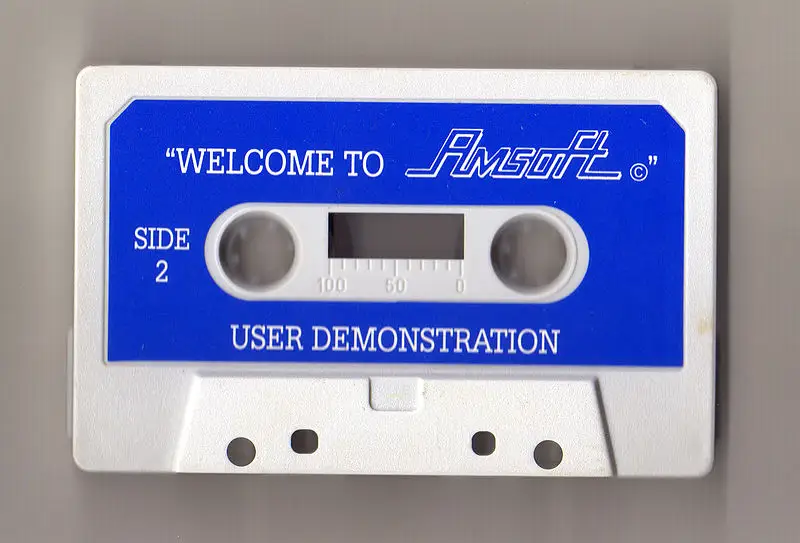 “WELCOME TO Amsoft ©”
SIDE
2
100 50 0
USER DEMONSTRATION